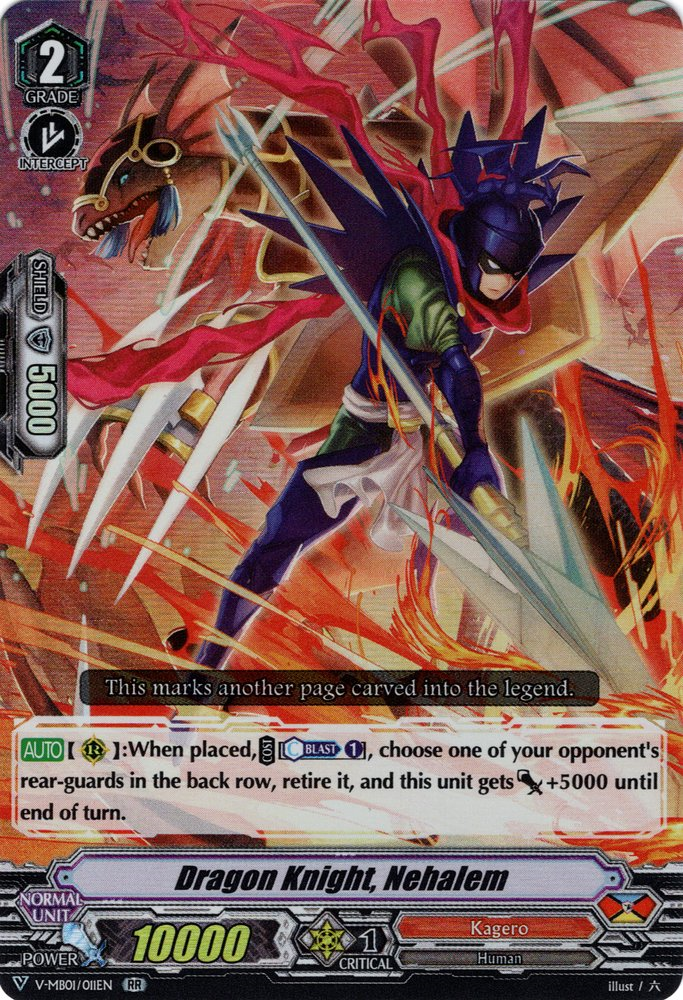 2
GRADE
INTERCEPT
SHIELD
5000
This marks another page carved into the legend.
AUTO【R】:When placed, COST [C BLAST 1], choose one of your opponent's
rear-guards in the back row, retire it, and this unit gets +5000 until
end of turn.
Dragon Knight, Nehalem
NORMAL
UNIT
POWER
10000
1
CRITICAL
Kagero
Human
V-MB01/011EN RR
illust / 六